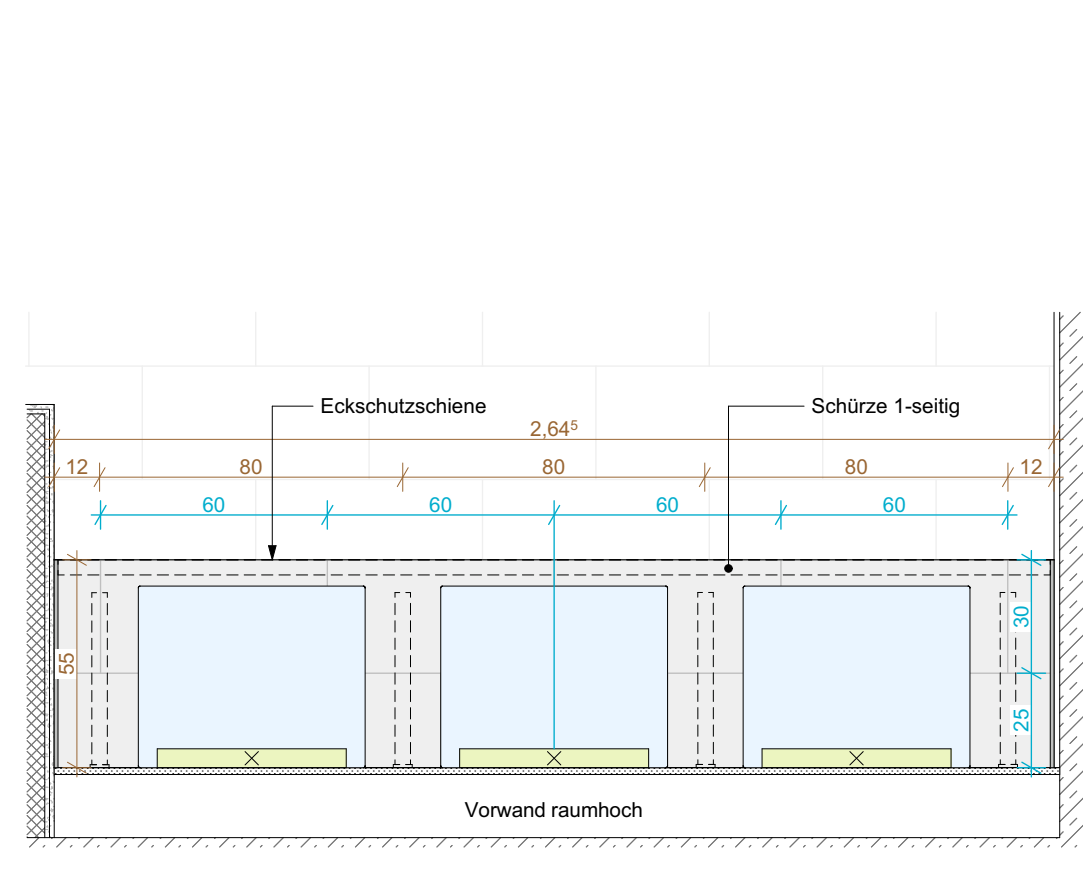 Eckschutzschiene
Schürze 1-seitig
2,64⁵
12 80 80 80 12
60 60 60 60
55
30
25
Vorwand raumhoch